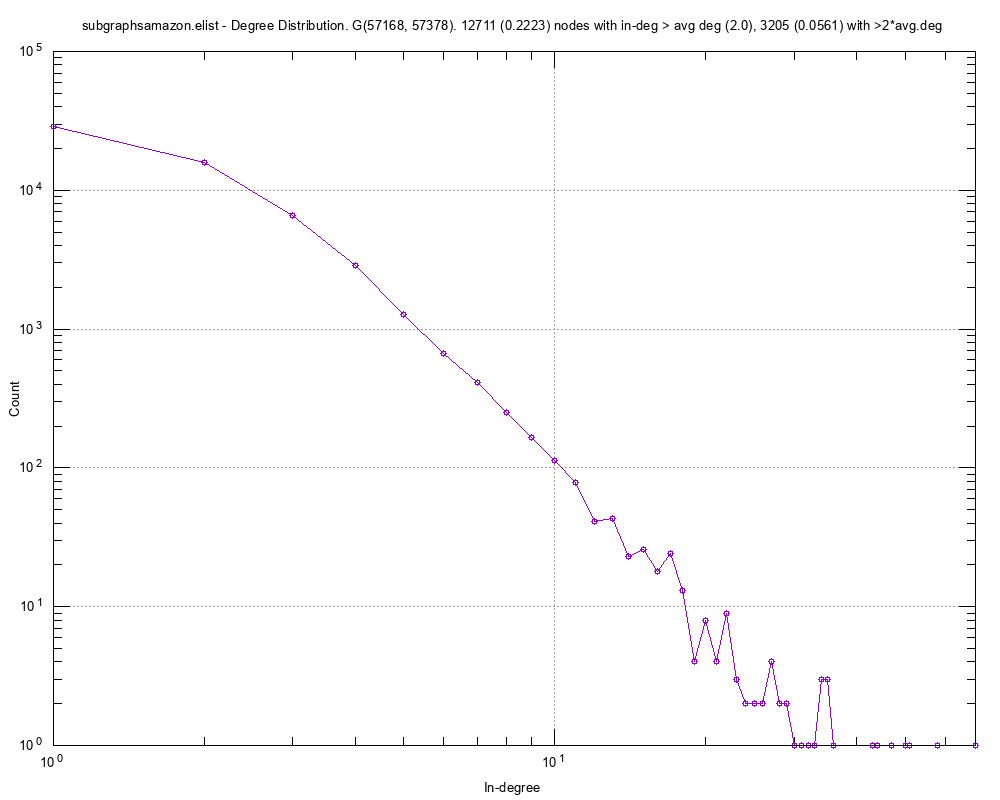 subgraphsamazon.elist - Degree Distribution. G(57168, 57378). 12711 (0.2223) nodes with in-deg > avg deg (2.0), 3205 (0.0561) with >2*avg.deg
10^5
10^4
10^3
10^2
10^1
10^0
Count
10^0 10^1
In-degree